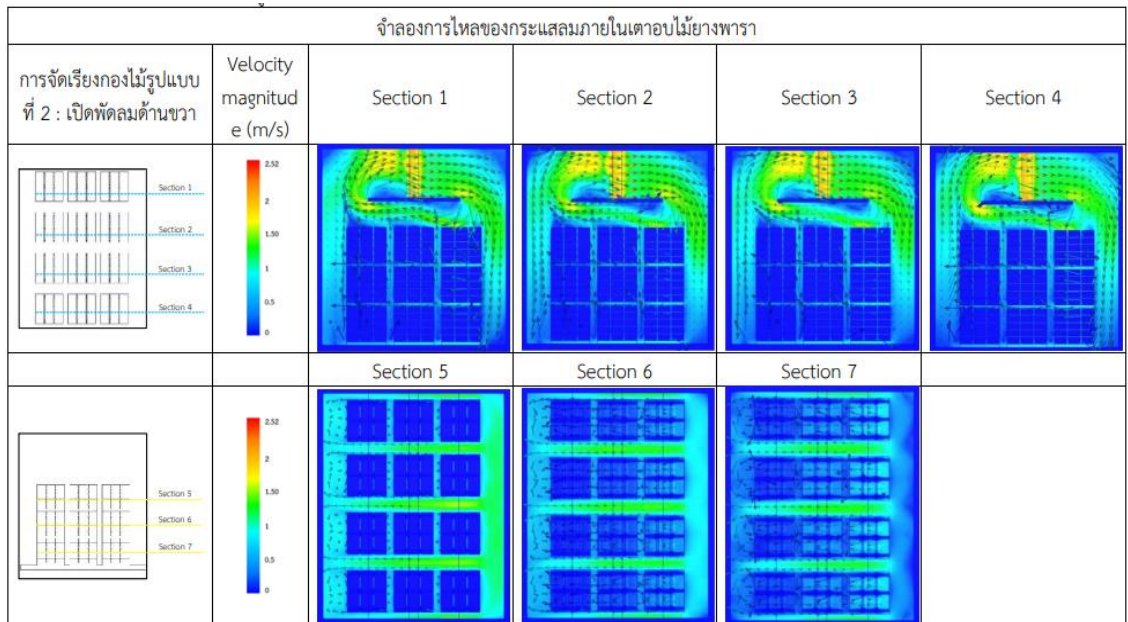 จำลองการไหลของกระแสลมภายในเตาอบไม้ยางพารา
การจัดเรียงกองไม้รูปแบบ
ที่ 2 : เปิดพัดลมด้านขวา
Velocity
magnitud
e (m/s)
Section 1
Section 2
Section 3
Section 4
Section 1
Section 2
Section 3
Section 4
2.52
2
1.50
1
0.5
0
Section 5
Section 6
Section 7
Section 5
Section 6
Section 7
2.52
2
1.50
1
0.5
0